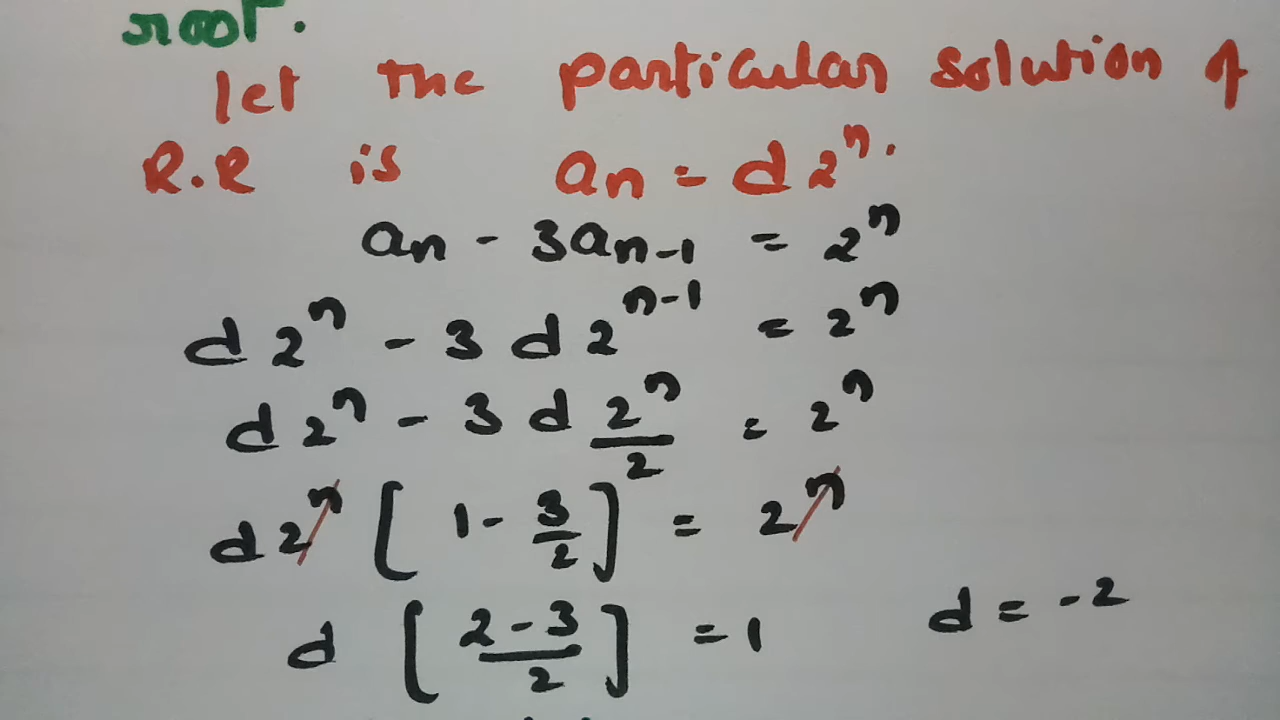 root.
let the particular solution of
R.R is an = d 2ⁿ.
an - 3an-1 = 2ⁿ
d 2ⁿ - 3 d 2ⁿ⁻¹ = 2ⁿ
d 2ⁿ - 3 d 2ⁿ/2 = 2ⁿ
d 2ⁿ [ 1 - 3/2 ] = 2ⁿ
d [ 2 - 3/2 ] = 1 d = -2